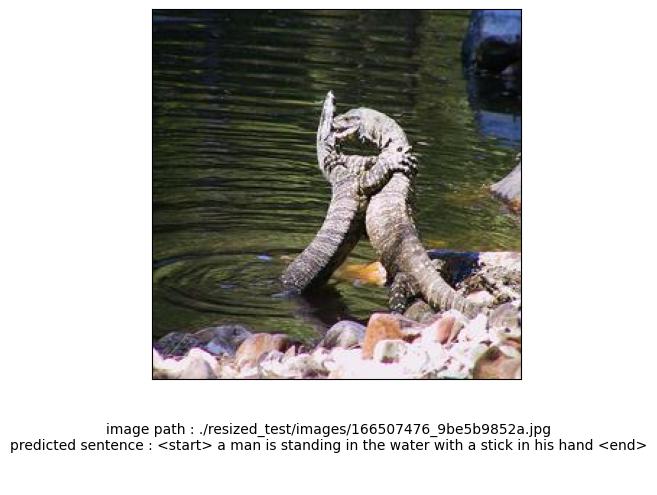 image path : ./resized_test/images/166507476_9be5b9852a.jpg
predicted sentence : <start> a man is standing in the water with a stick in his hand <end>